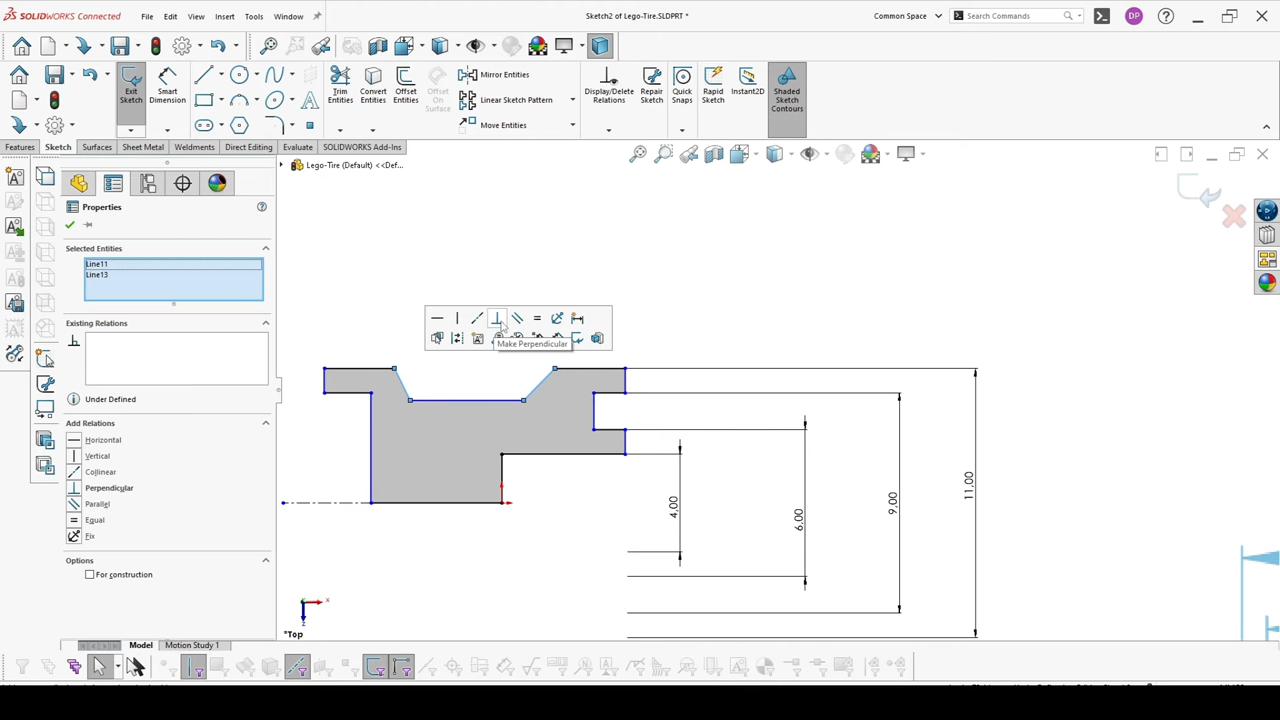 SOLIDWORKS Connected
File
Edit
View
Insert
Tools
Window
Sketch2 of Lego-Tire.SLDPRT *
Common Space
Search Commands
DP
Exit
Sketch
Smart
Dimension
Trim
Entities
Convert
Entities
Offset
Entities
Offset
On
Surface
Mirror Entities
Linear Sketch Pattern
Move Entities
Display/Delete
Relations
Repair
Sketch
Quick
Snaps
Rapid
Sketch
Instant2D
Shaded
Sketch
Contours
Features
Sketch
Surfaces
Sheet Metal
Weldments
Direct Editing
Evaluate
SOLIDWORKS Add-Ins
Lego-Tire (Default) <<Def...
Properties
Selected Entities
Line11
Line13
Existing Relations
Under Defined
Add Relations
Horizontal
Vertical
Collinear
Perpendicular
Parallel
Equal
Fix
Options
For construction
Make Perpendicular
4.00
6.00
9.00
11.00
x
z
*Top
Model
Motion Study 1